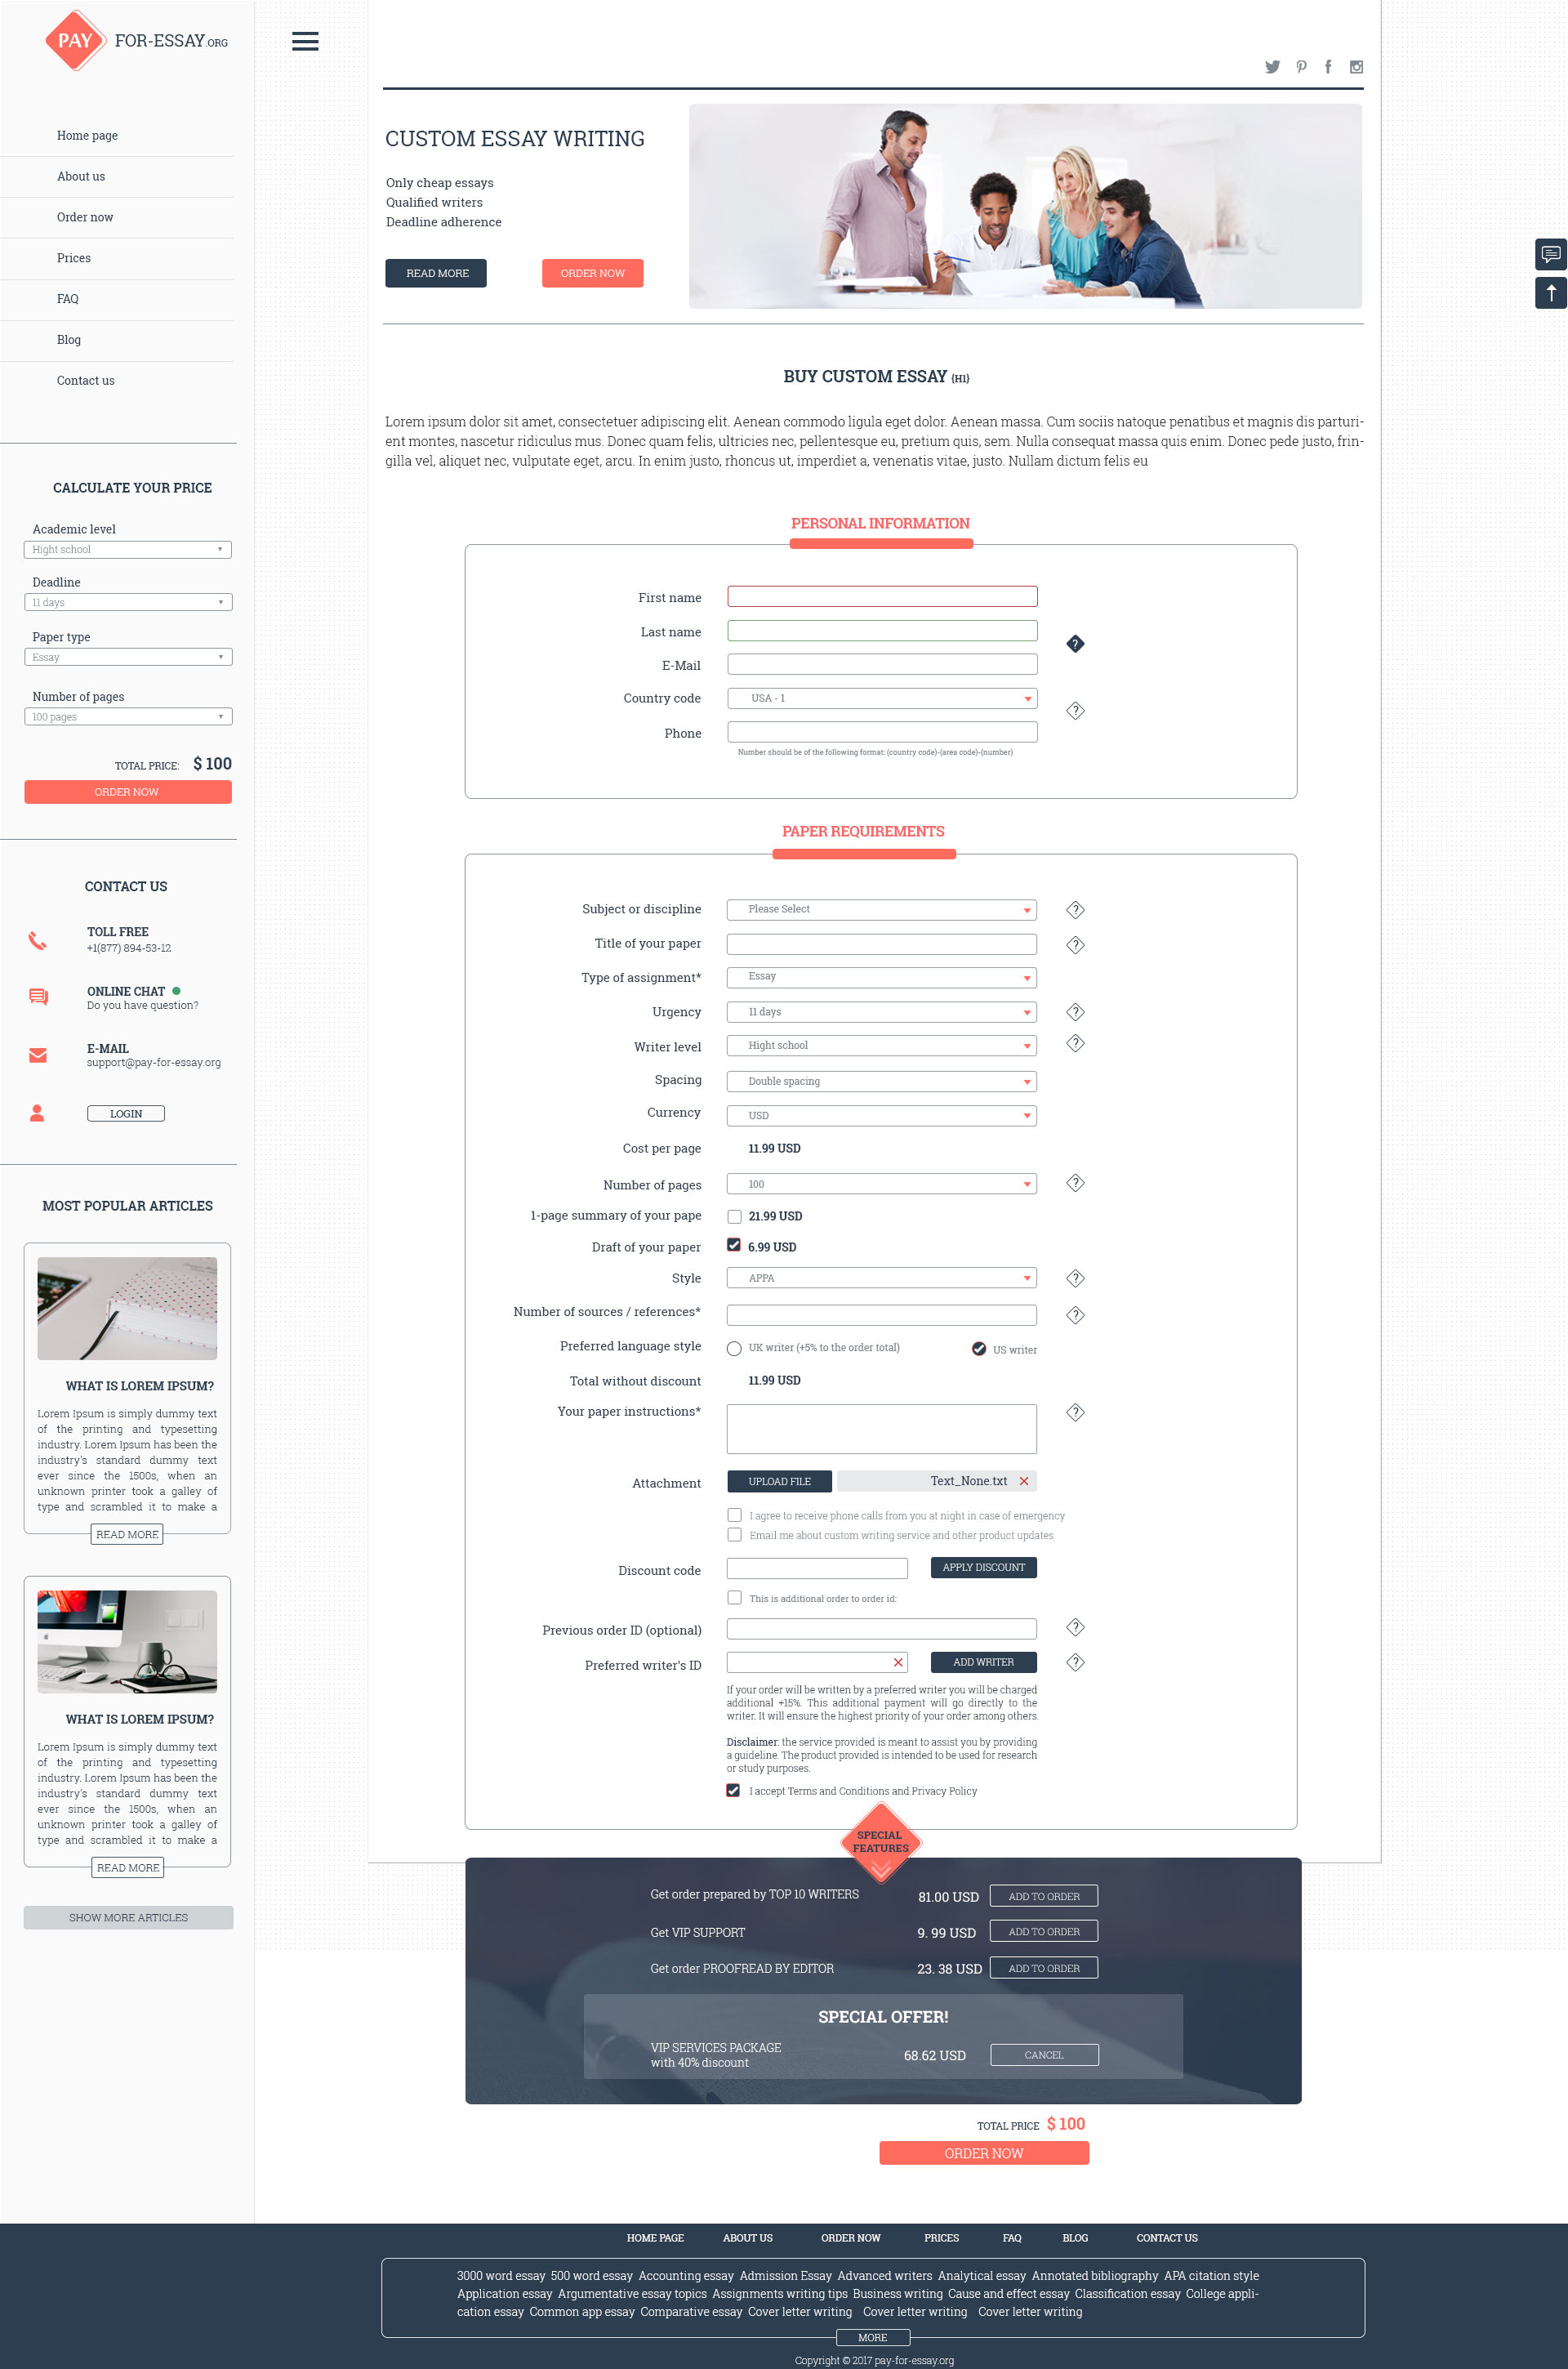 PAY FOR-ESSAY.ORG
Home page
About us
Order now
Prices
FAQ
Blog
Contact us
CALCULATE YOUR PRICE
Academic level
Hight school
Deadline
11 days
Paper type
Essay
Number of pages
100 pages
TOTAL PRICE: $ 100
ORDER NOW
CONTACT US
TOLL FREE
+1(877) 894-53-12
ONLINE CHAT
Do you have question?
E-MAIL
support@pay-for-essay.org
LOGIN
MOST POPULAR ARTICLES
WHAT IS LOREM IPSUM?
Lorem Ipsum is simply dummy text
of the printing and typesetting
industry. Lorem Ipsum has been the
industry's standard dummy text
ever since the 1500s, when an
unknown printer took a galley of
type and scrambled it to make a
READ MORE
WHAT IS LOREM IPSUM?
Lorem Ipsum is simply dummy text
of the printing and typesetting
industry. Lorem Ipsum has been the
industry's standard dummy text
ever since the 1500s, when an
unknown printer took a galley of
type and scrambled it to make a
READ MORE
SHOW MORE ARTICLES
CUSTOM ESSAY WRITING
Only cheap essays
Qualified writers
Deadline adherence
READ MORE
ORDER NOW
BUY CUSTOM ESSAY (H1)
Lorem ipsum dolor sit amet, consectetuer adipiscing elit. Aenean commodo ligula eget dolor. Aenean massa. Cum sociis natoque penatibus et magnis dis parturi-
ent montes, nascetur ridiculus mus. Donec quam felis, ultricies nec, pellentesque eu, pretium quis, sem. Nulla consequat massa quis enim. Donec pede justo, frin-
gilla vel, aliquet nec, vulputate eget, arcu. In enim justo, rhoncus ut, imperdiet a, venenatis vitae, justo. Nullam dictum felis eu
PERSONAL INFORMATION
First name
Last name
?
E-Mail
Country code USA - 1
?
Phone
Number should be of the following format: (country code)-(area code)-(number)
PAPER REQUIREMENTS
Subject or discipline Please Select ?
Title of your paper ?
Type of assignment* Essay
Urgency 11 days ?
Writer level Hight school ?
Spacing Double spacing
Currency USD
Cost per page 11.99 USD
Number of pages 100 ?
1-page summary of your pape 21.99 USD
Draft of your paper 6.99 USD
Style APPA ?
Number of sources / references* ?
Preferred language style UK writer (+5% to the order total) US writer
Total without discount 11.99 USD
Your paper instructions* ?
Attachment UPLOAD FILE Text_None.txt
I agree to receive phone calls from you at night in case of emergency
Email me about custom writing service and other product updates
Discount code APPLY DISCOUNT
This is additional order to order id:
Previous order ID (optional) ?
Preferred writer's ID ADD WRITER ?
If your order will be written by a preferred writer you will be charged
additional +15%. This additional payment will go directly to the
writer. It will ensure the highest priority of your order among others.
Disclaimer: the service provided is meant to assist you by providing
a guideline. The product provided is intended to be used for research
or study purposes.
I accept Terms and Conditions and Privacy Policy
SPECIAL
FEATURES
Get order prepared by TOP 10 WRITERS 81.00 USD ADD TO ORDER
Get VIP SUPPORT 9. 99 USD ADD TO ORDER
Get order PROOFREAD BY EDITOR 23. 38 USD ADD TO ORDER
SPECIAL OFFER!
VIP SERVICES PACKAGE
with 40% discount
68.62 USD CANCEL
TOTAL PRICE $ 100
ORDER NOW
HOME PAGE ABOUT US ORDER NOW PRICES FAQ BLOG CONTACT US
3000 word essay 500 word essay Accounting essay Admission Essay Advanced writers Analytical essay Annotated bibliography APA citation style
Application essay Argumentative essay topics Assignments writing tips Business writing Cause and effect essay Classification essay College appli-
cation essay Common app essay Comparative essay Cover letter writing Cover letter writing Cover letter writing
MORE
Copyright © 2017 pay-for-essay.org